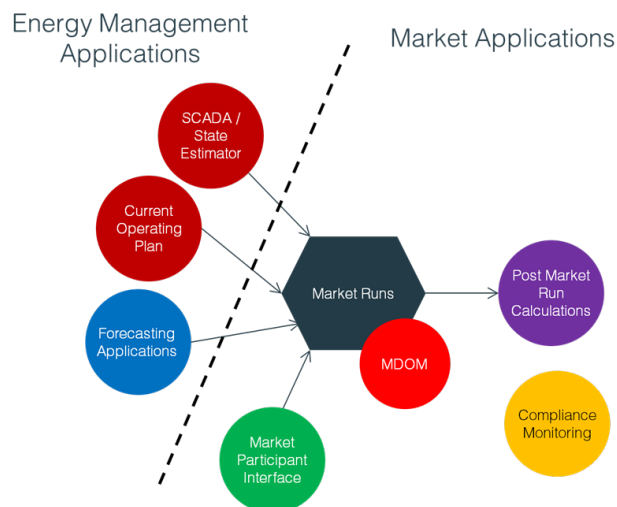 Energy Management
Applications
Market Applications
SCADA /
State
Estimator
Current
Operating
Plan
Forecasting
Applications
Market Runs
MDOM
Market
Participant
Interface
Post Market
Run
Calculations
Compliance
Monitoring